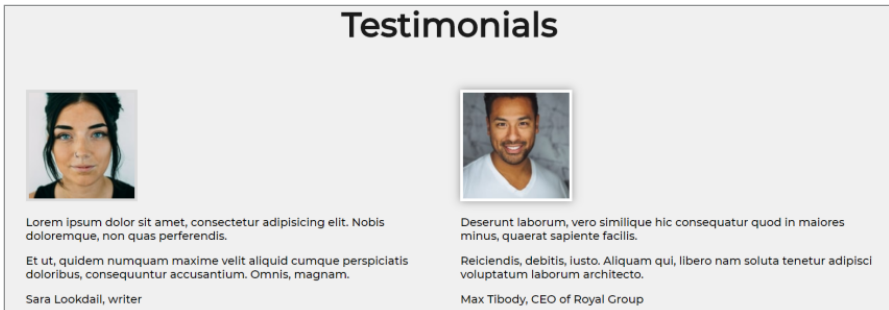 Testimonials
Lorem ipsum dolor sit amet, consectetur adipisicing elit. Nobis
doloremque, non quas perferendis.
Et ut, quidem numquam maxime velit aliquid cumque perspiciatis
doloribus, consequuntur accusantium. Omnis, magnam.
Sara Lookdail, writer
Deserunt laborum, vero similique hic consequatur quod in maiores
minus, quaerat sapiente facilis.
Reiciendis, debitis, iusto. Aliquam qui, libero nam soluta tenetur adipisci
voluptatum laborum architecto.
Max Tibody, CEO of Royal Group